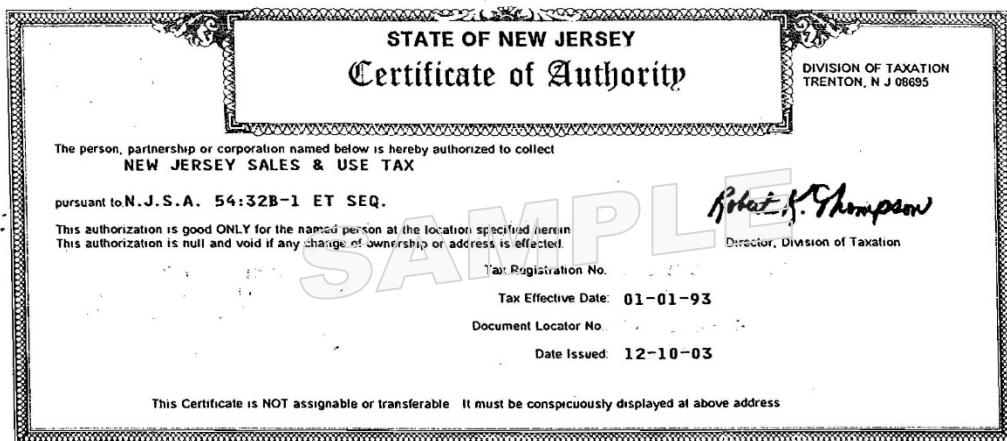 STATE OF NEW JERSEY
Certificate of Authority
DIVISION OF TAXATION
TRENTON, N J 08695
The person, partnership or corporation named below is hereby authorized to collect
NEW JERSEY SALES & USE TAX
pursuant to N.J.S.A. 54:32B-1 ET SEQ.
This authorization is good ONLY for the named person at the location specified herein
This authorization is null and void if any change of ownership or address is effected.
Robert K. Thompson
Director, Division of Taxation
SAMPLE
Tax Registration No.
Tax Effective Date: 01-01-93
Document Locator No.
Date Issued: 12-10-03
This Certificate is NOT assignable or transferable It must be conspicuously displayed at above address